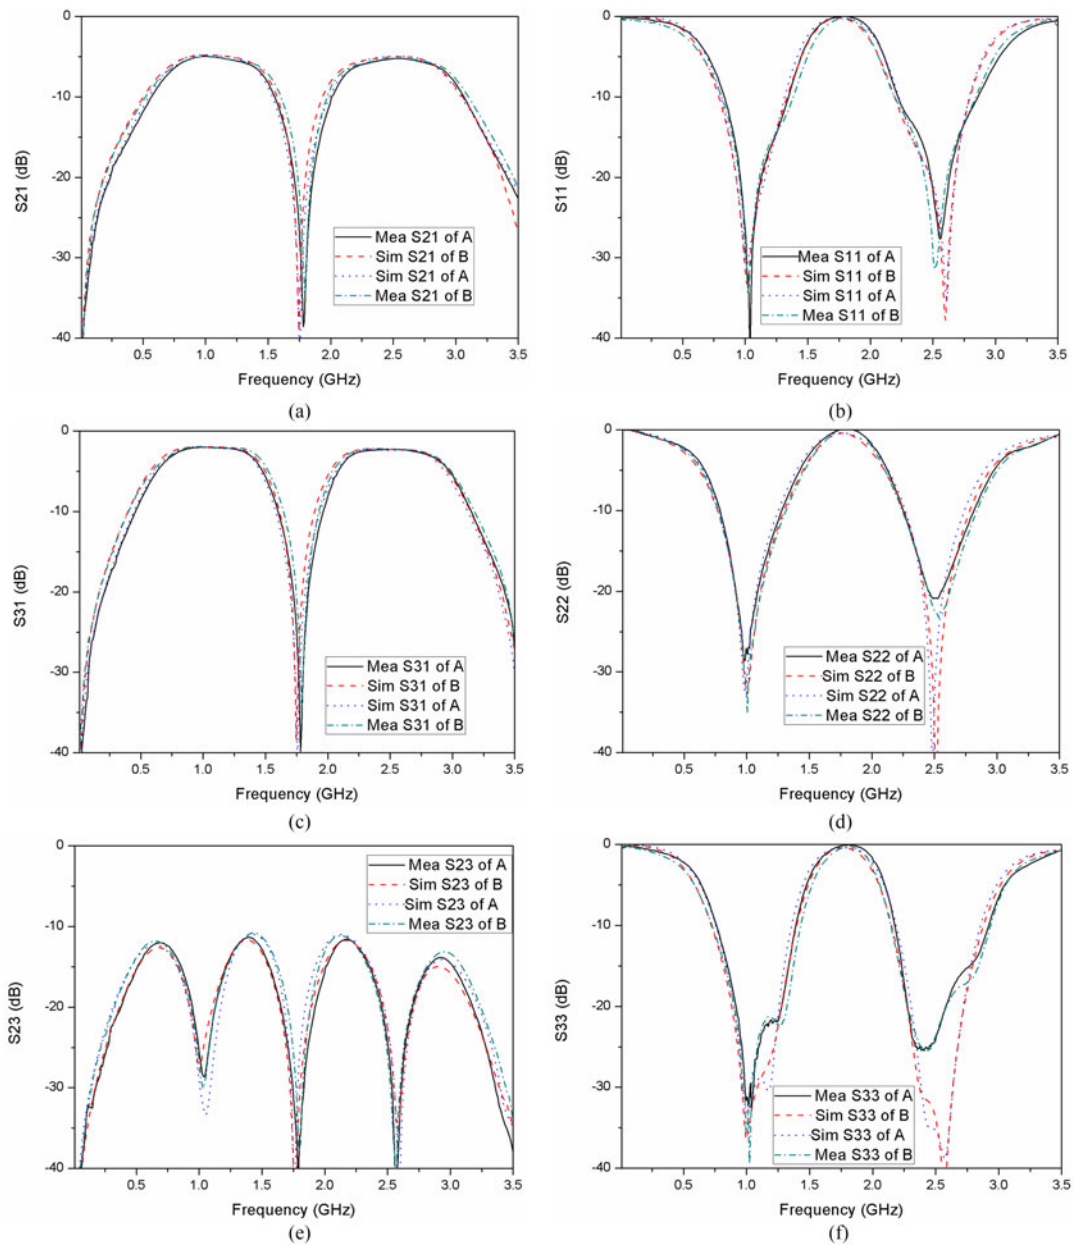 0
-10
-20
-30
-40
S21 (dB)
Mea S21 of A
Sim S21 of B
Sim S21 of A
Mea S21 of B
0.5 1.0 1.5 2.0 2.5 3.0 3.5
Frequency (GHz)
(a)
0
-10
-20
-30
-40
S11 (dB)
Mea S11 of A
Sim S11 of B
Sim S11 of A
Mea S11 of B
0.5 1.0 1.5 2.0 2.5 3.0 3.5
Frequency (GHz)
(b)
0
-10
-20
-30
-40
S31 (dB)
Mea S31 of A
Sim S31 of B
Sim S31 of A
Mea S31 of B
0.5 1.0 1.5 2.0 2.5 3.0 3.5
Frequency (GHz)
(c)
0
-10
-20
-30
-40
S22 (dB)
Mea S22 of A
Sim S22 of B
Sim S22 of A
Mea S22 of B
0.5 1.0 1.5 2.0 2.5 3.0 3.5
Frequency (GHz)
(d)
0
-10
-20
-30
-40
S23 (dB)
Mea S23 of A
Sim S23 of B
Sim S23 of A
Mea S23 of B
0.5 1.0 1.5 2.0 2.5 3.0 3.5
Frequency (GHz)
(e)
0
-10
-20
-30
-40
S33 (dB)
Mea S33 of A
Sim S33 of B
Sim S33 of A
Mea S33 of B
0.5 1.0 1.5 2.0 2.5 3.0 3.5
Frequency (GHz)
(f)